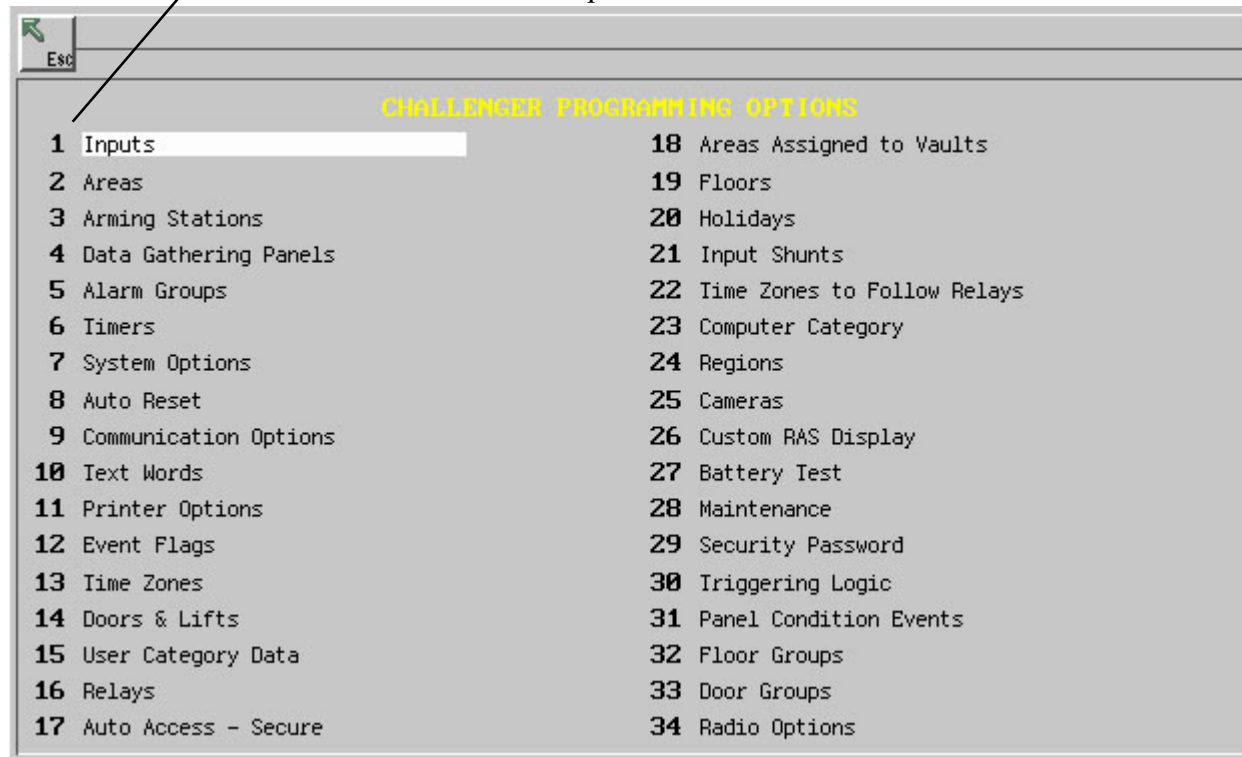 Esc
CHALLENGER PROGRAMMING OPTIONS
1 Inputs
2 Areas
3 Arming Stations
4 Data Gathering Panels
5 Alarm Groups
6 Timers
7 System Options
8 Auto Reset
9 Communication Options
10 Text Words
11 Printer Options
12 Event Flags
13 Time Zones
14 Doors & Lifts
15 User Category Data
16 Relays
17 Auto Access - Secure
18 Areas Assigned to Vaults
19 Floors
20 Holidays
21 Input Shunts
22 Time Zones to Follow Relays
23 Computer Category
24 Regions
25 Cameras
26 Custom RAS Display
27 Battery Test
28 Maintenance
29 Security Password
30 Triggering Logic
31 Panel Condition Events
32 Floor Groups
33 Door Groups
34 Radio Options